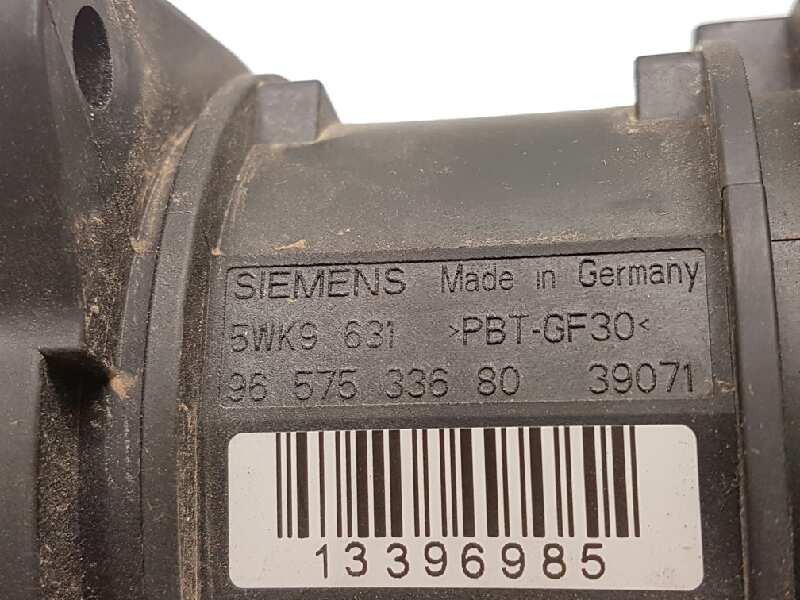 SIEMENS Made in Germany
5WK9 631 >PBT-GF30<
96 575 336 80 39071
13396985